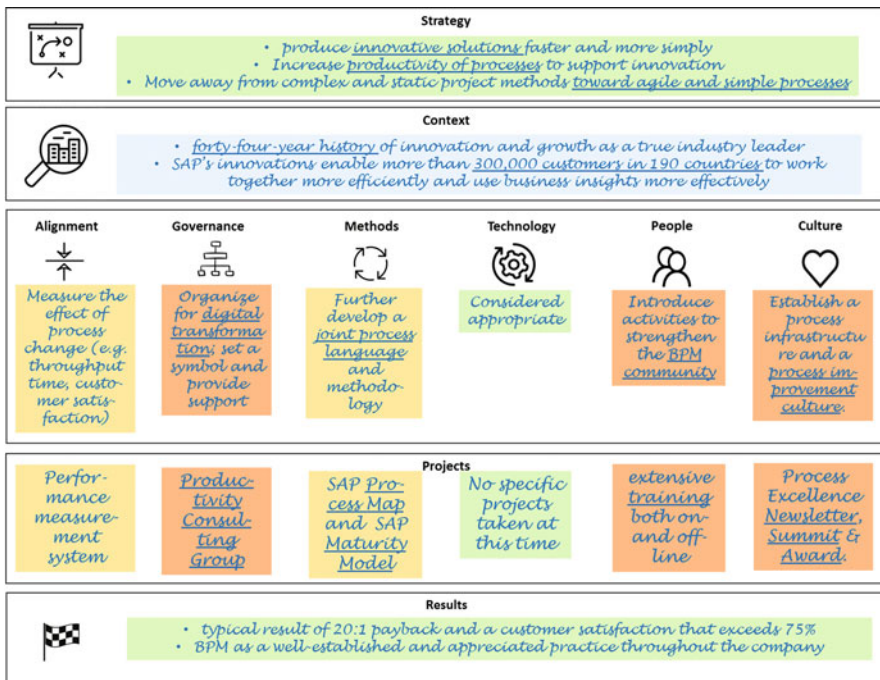 Strategy
• produce innovative solutions faster and more simply
• Increase productivity of processes to support innovation
• Move away from complex and static project methods toward agile and simple processes
Context
• forty-four-year history of innovation and growth as a true industry leader
• SAP's innovations enable more than 300,000 customers in 190 countries to work
together more efficiently and use business insights more effectively
Alignment
Measure the
effect of
process
change (e.g.
throughput
time, custo-
mer satis-
faction)
Governance
Organize
for digital
transforma
tion; set a
symbol and
provide
support
Methods
Further
develop a
joint process
language
and
methodo-
logy
Technology
Considered
appropriate
People
Introduce
activities to
strengthen
the BPM
community
Culture
Establish a
process
infrastructu
re and a
process im-
provement
culture.
Projects
Perfor-
mance
measure-
ment
system
Produc-
tivity
Consul-
ting
Group
SAP Pro-
cess Map
and SAP
Maturity
Model
No specific
projects
taken at
this time
extensive
training
both on-
and off-
line
Process
Excellence
Newsletter,
Summit &
Award.
Results
• typical result of 20:1 payback and a customer satisfaction that exceeds 75%
• BPM as a well-established and appreciated practice throughout the company